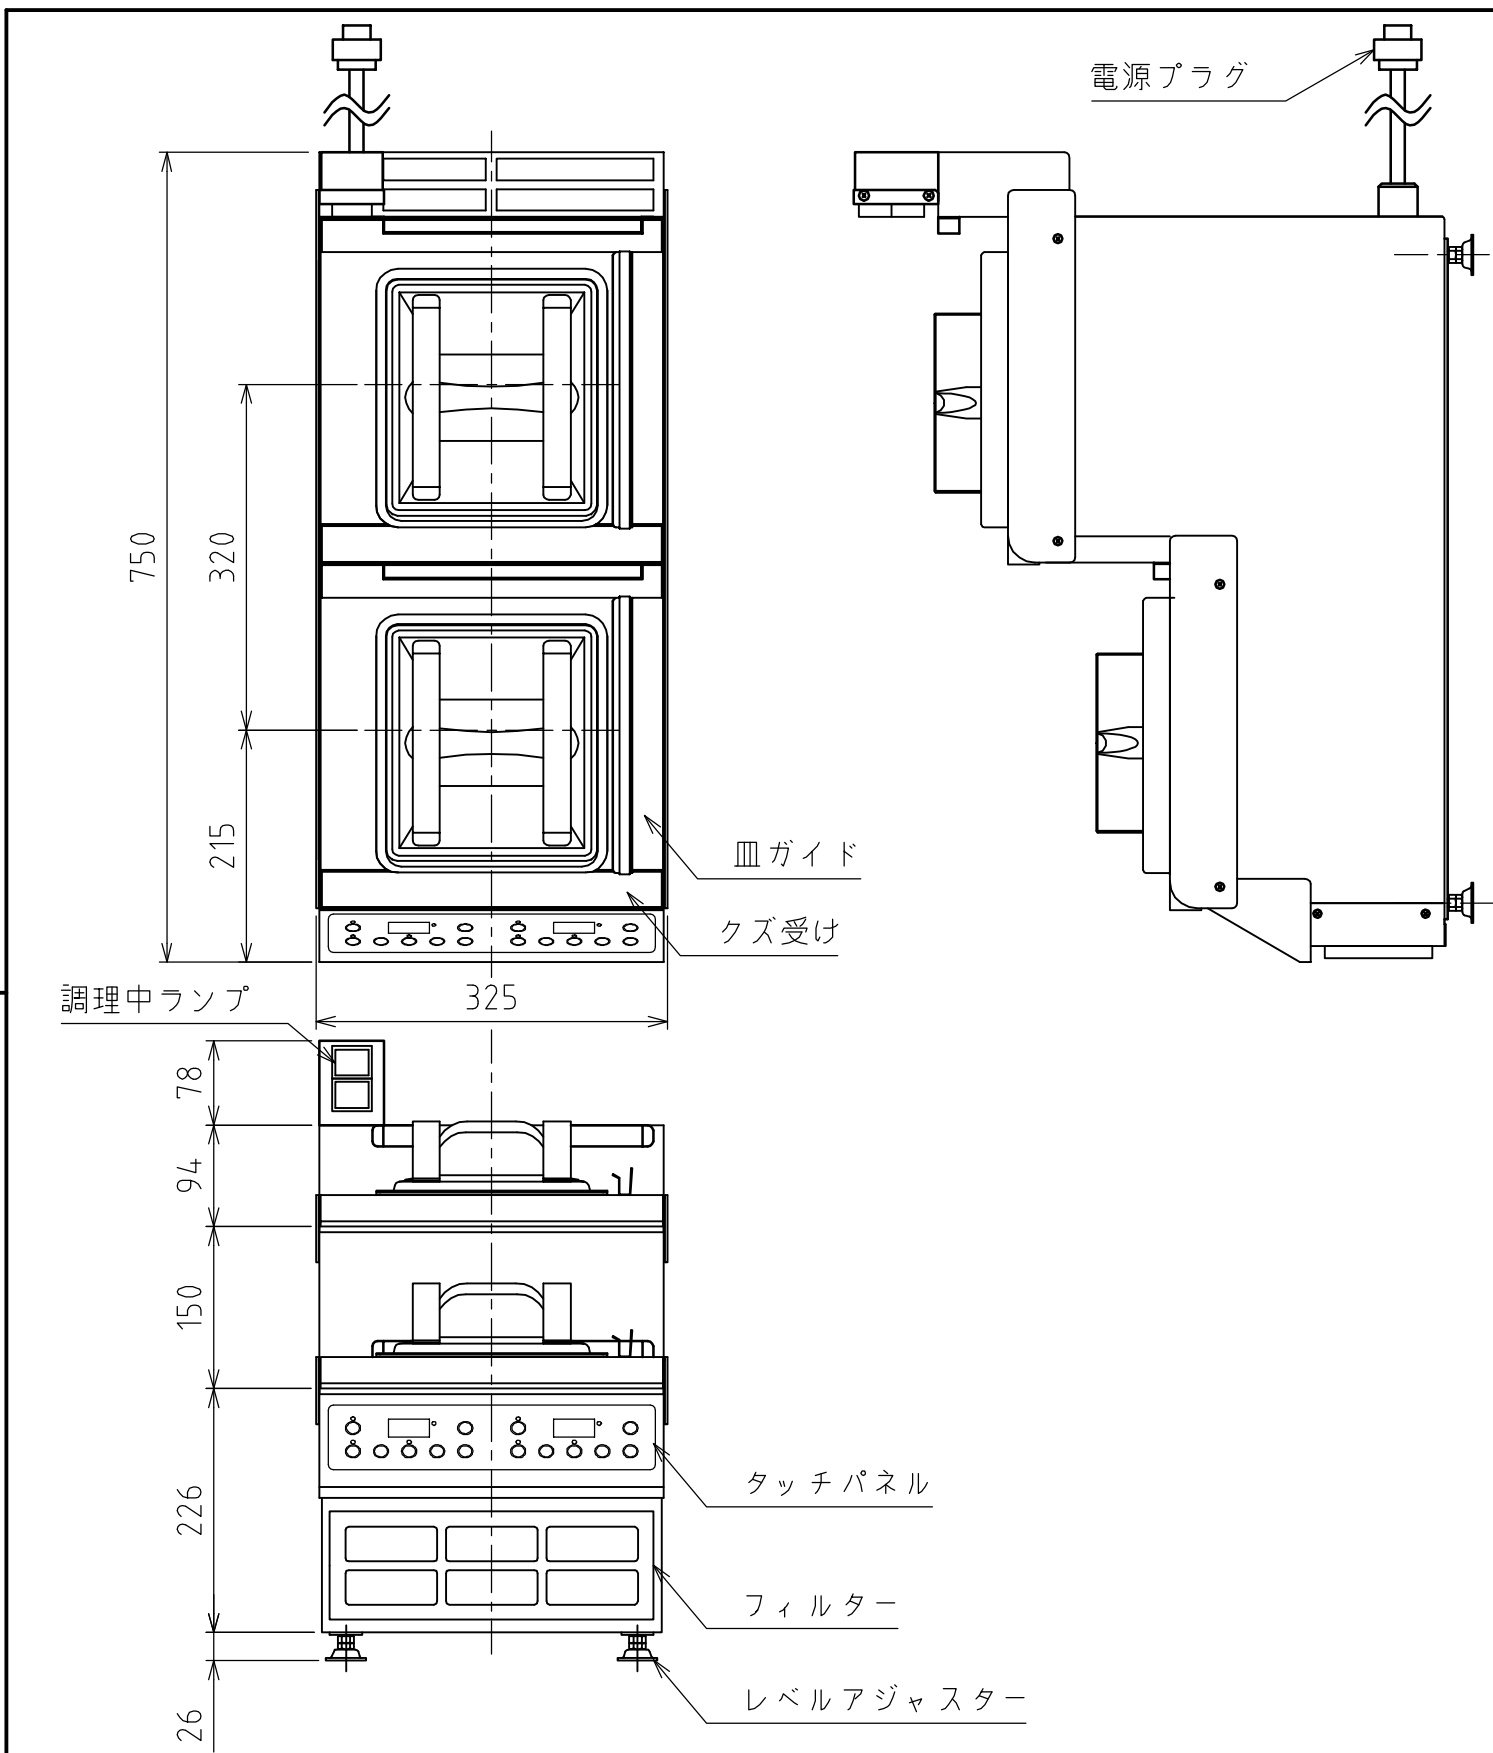 電源プラグ
750
320
215
皿ガイド
クズ受け
325
調理中ランプ
78
94
150
226
26
タッチパネル
フィルター
レベルアジャスター